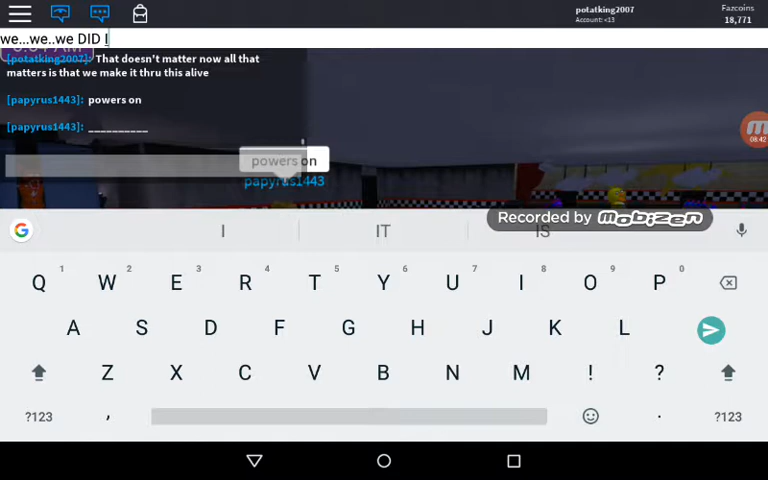 potatking2007
Account: <13
Fazcoins
18,771
we...we..we DID I
[potatking2007]: That doesn't matter now all that
matters is that we make it thru this alive
[papyrus1443]: powers on
[papyrus1443]: __________
powers on
papyrus1443
08:42
Recorded by mobizen
I IT IS
Q 1 W 2 E 3 R 4 T 5 Y 6 U 7 I 8 O 9 P 0
A S D F G H J K L
Z X C V B N M ! ?
?123 , . ?123